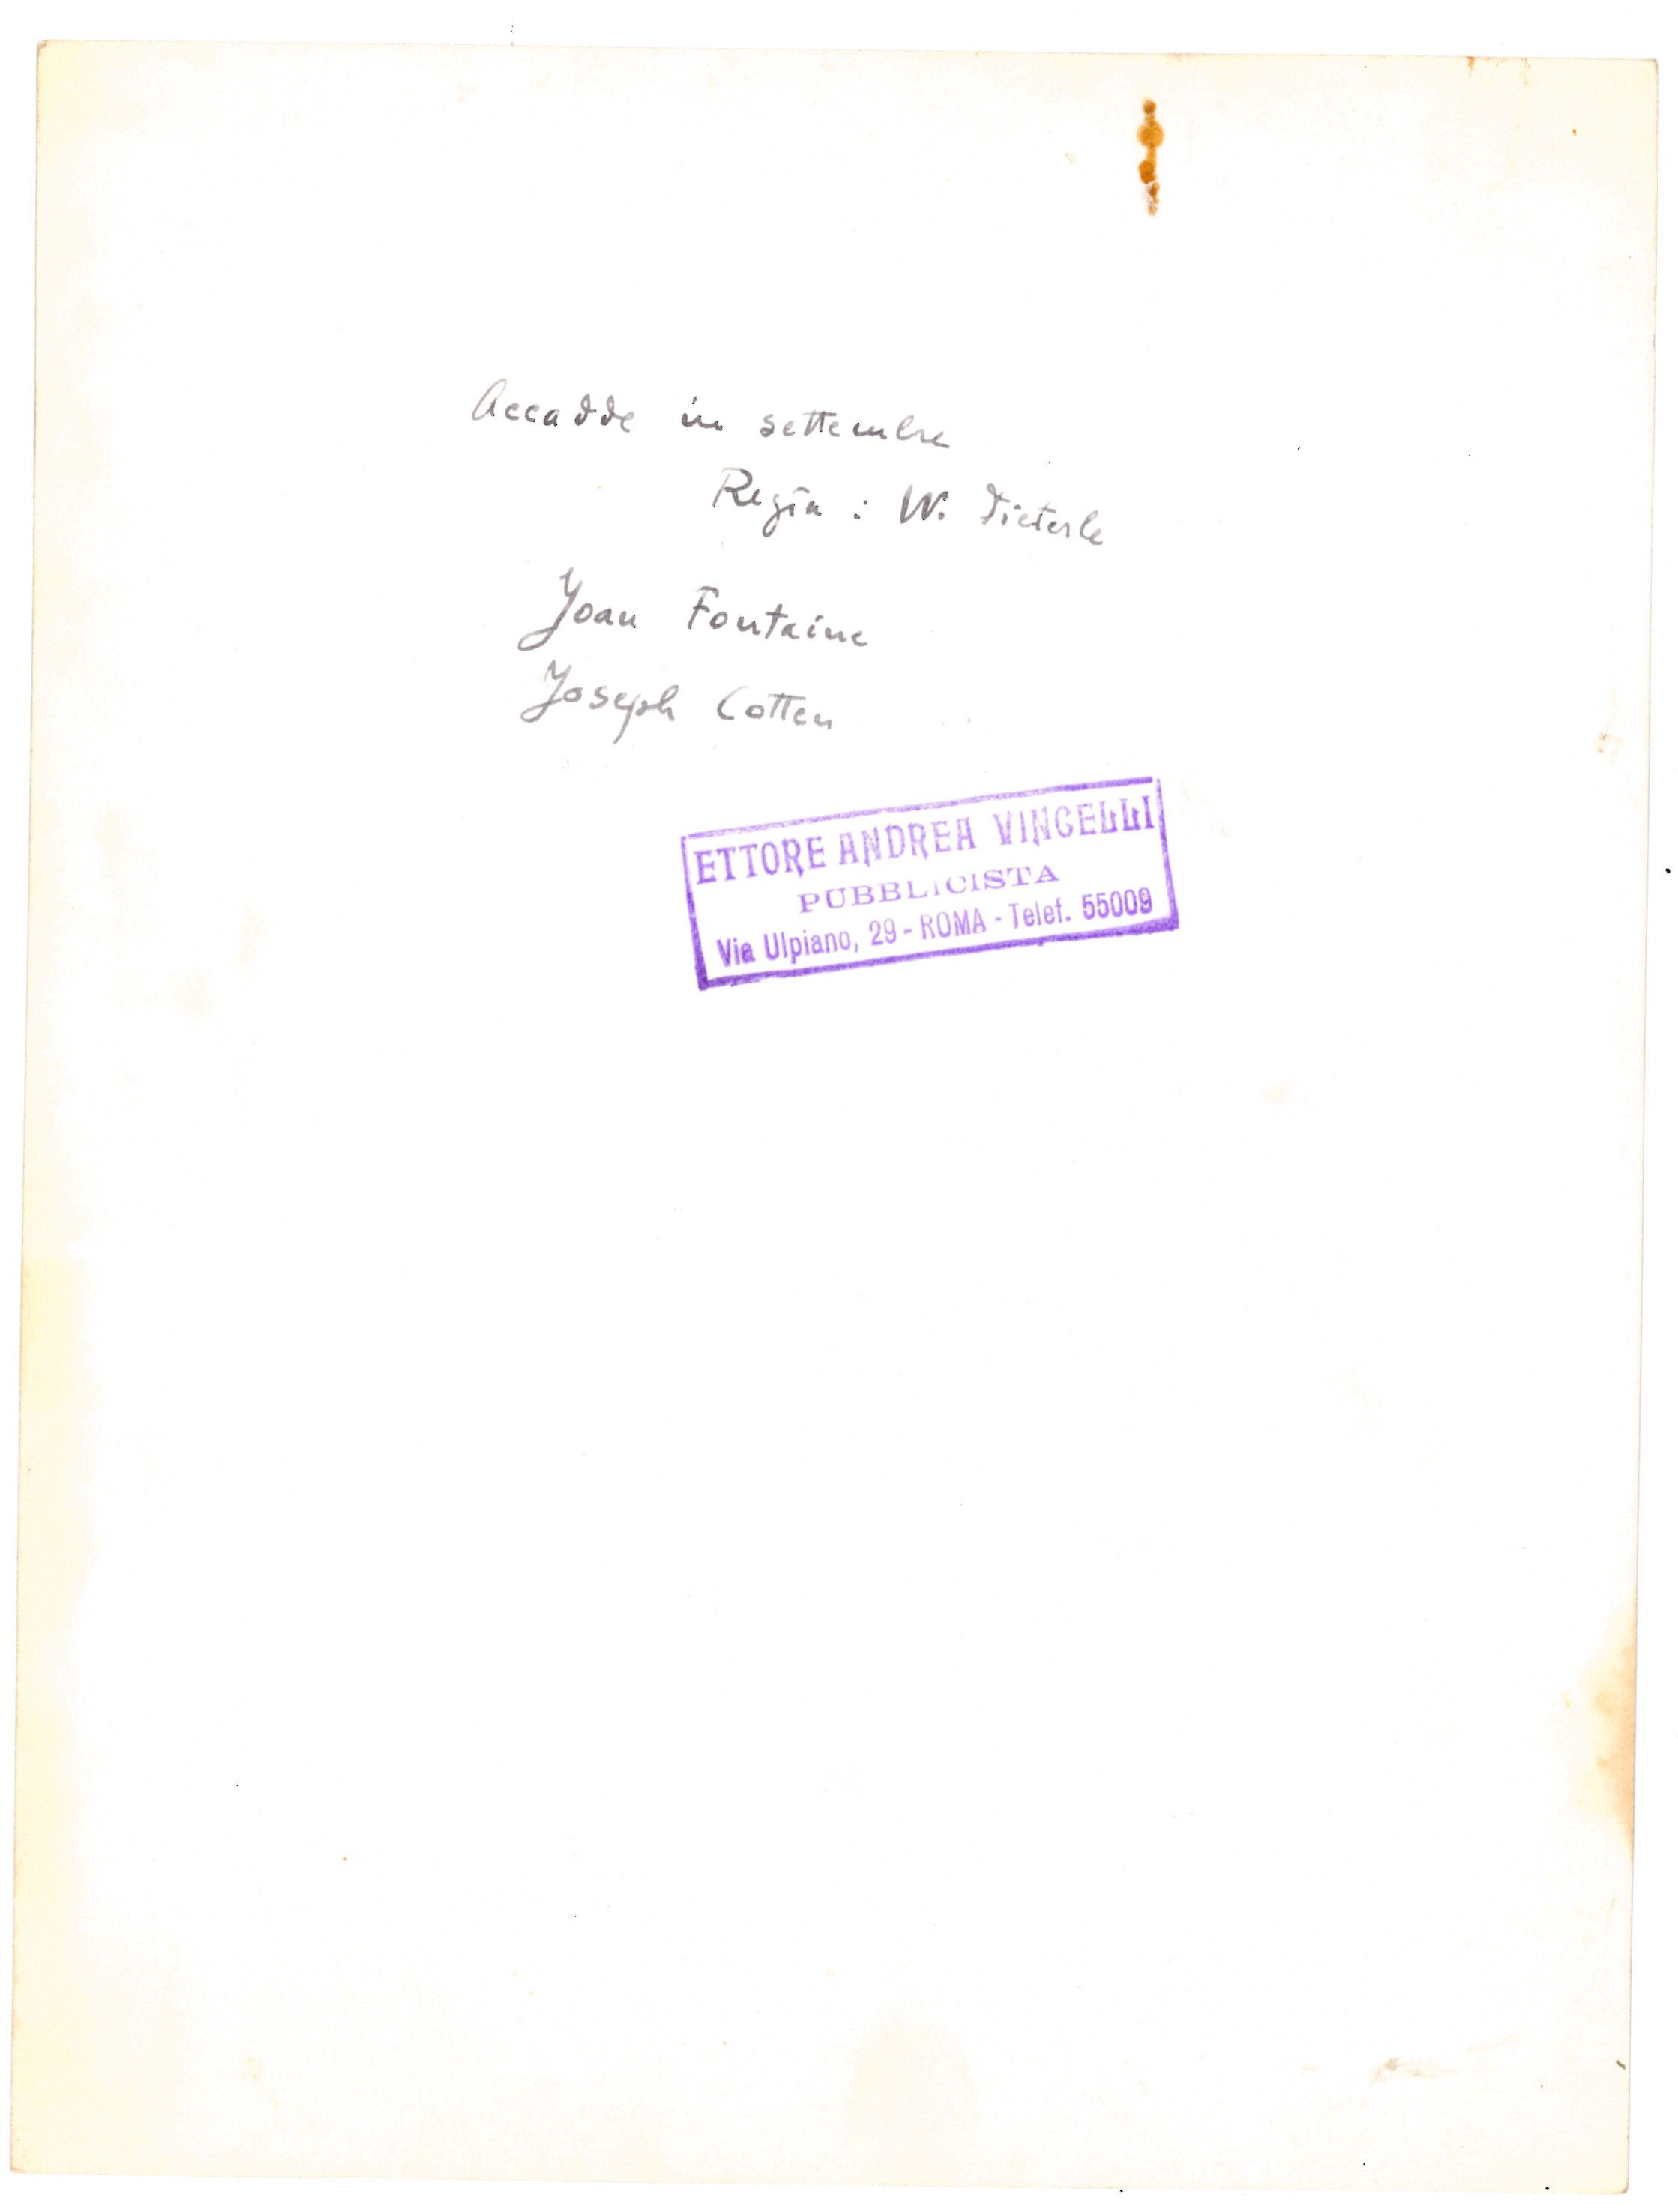 Accadde in settembre
Regia : W. Dieterle
Joan Fontaine
Joseph Cotten
ETTORE ANDREA VINCELLI
PUBBLICISTA
Via Ulpiano, 29 - ROMA - Telef. 55009